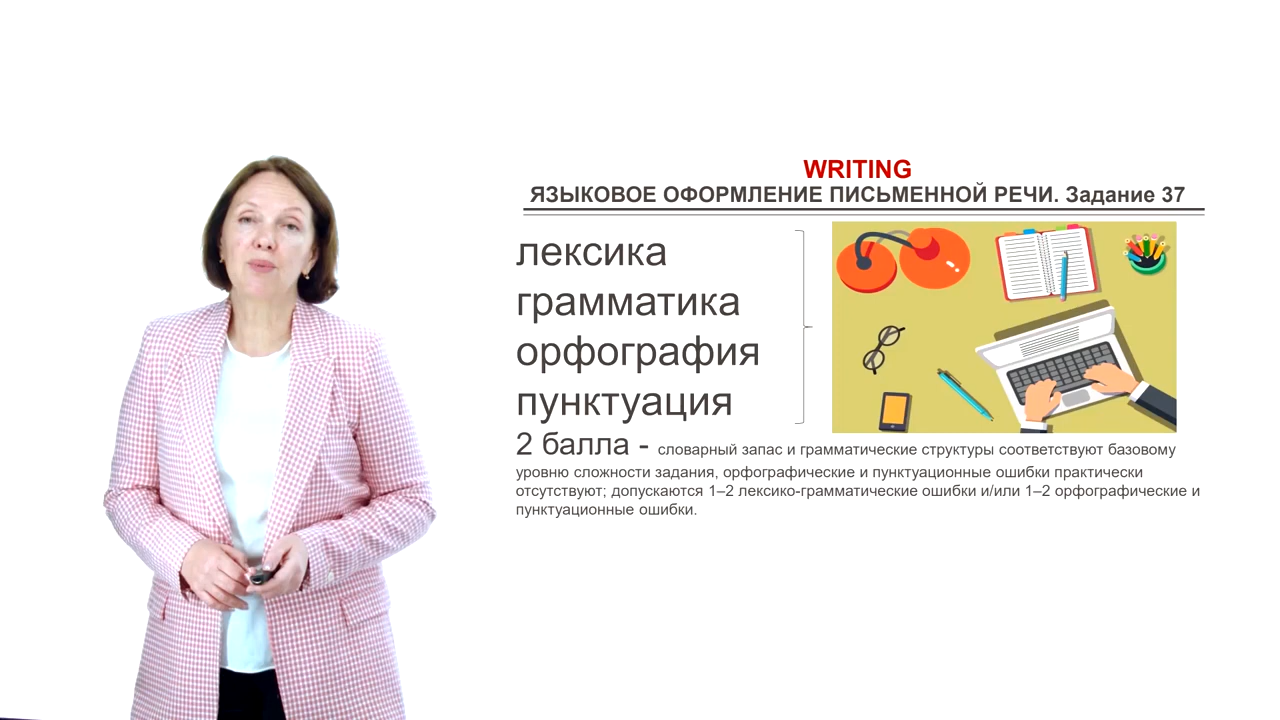 WRITING
ЯЗЫКОВОЕ ОФОРМЛЕНИЕ ПИСЬМЕННОЙ РЕЧИ. Задание 37
лексика
грамматика
орфография
пунктуация
2 балла - словарный запас и грамматические структуры соответствуют базовому
уровню сложности задания, орфографические и пунктуационные ошибки практически
отсутствуют; допускаются 1–2 лексико-грамматические ошибки и/или 1–2 орфографические и
пунктуационные ошибки.